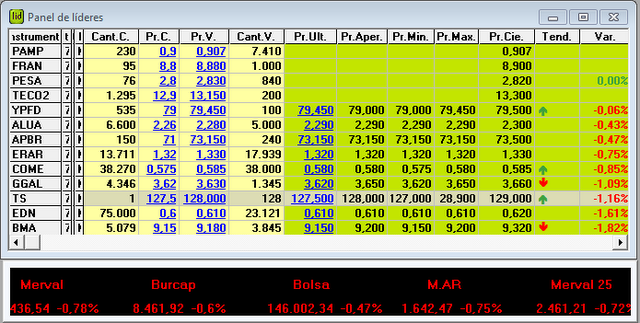 lid Panel de líderes
nstrument 7 I Cant.C. Pr.C. Pr.V. Cant.V. Pr.Ult. Pr.Aper. Pr.Min. Pr.Max. Pr.Cie. Tend. Var.
PAMP 7 230 0,9 0,907 7.410 0,907
FRAN 7 95 8,8 8,880 1.000 8,900
PESA 7 76 2,8 2,830 840 2,820 0,00%
TECO2 7 1.295 12,9 13,150 200 13,300
YPFD 7 535 79 79,450 100 79,450 79,000 79,000 79,450 79,500 -0,06%
ALUA 7 6.600 2,26 2,280 5.000 2,290 2,290 2,290 2,290 2,300 -0,43%
APBR 7 150 71 73,150 240 73,150 73,150 73,150 73,150 73,500 -0,47%
ERAR 7 13.711 1,32 1,330 17.939 1,320 1,320 1,320 1,320 1,330 -0,75%
COME 7 38.270 0,575 0,585 38.000 0,580 0,580 0,575 0,580 0,585 -0,85%
GGAL 7 4.346 3,62 3,630 1.345 3,620 3,650 3,620 3,650 3,660 -1,09%
TS 7 1 127,5 128,000 128 127,500 128,000 127,000 28,900 129,000 -1,16%
EDN 7 75.000 0,6 0,610 23.121 0,610 0,610 0,610 0,610 0,620 -1,61%
BMA 7 5.079 9,15 9,180 3.845 9,150 9,200 9,150 9,200 9,320 -1,82%
Merval Burcap Bolsa M.AR Merval 25
436,54 -0,78% 8.461,92 -0,6% 146.002,34 -0,47% 1.642,47 -0,75% 2.461,21 -0,72%